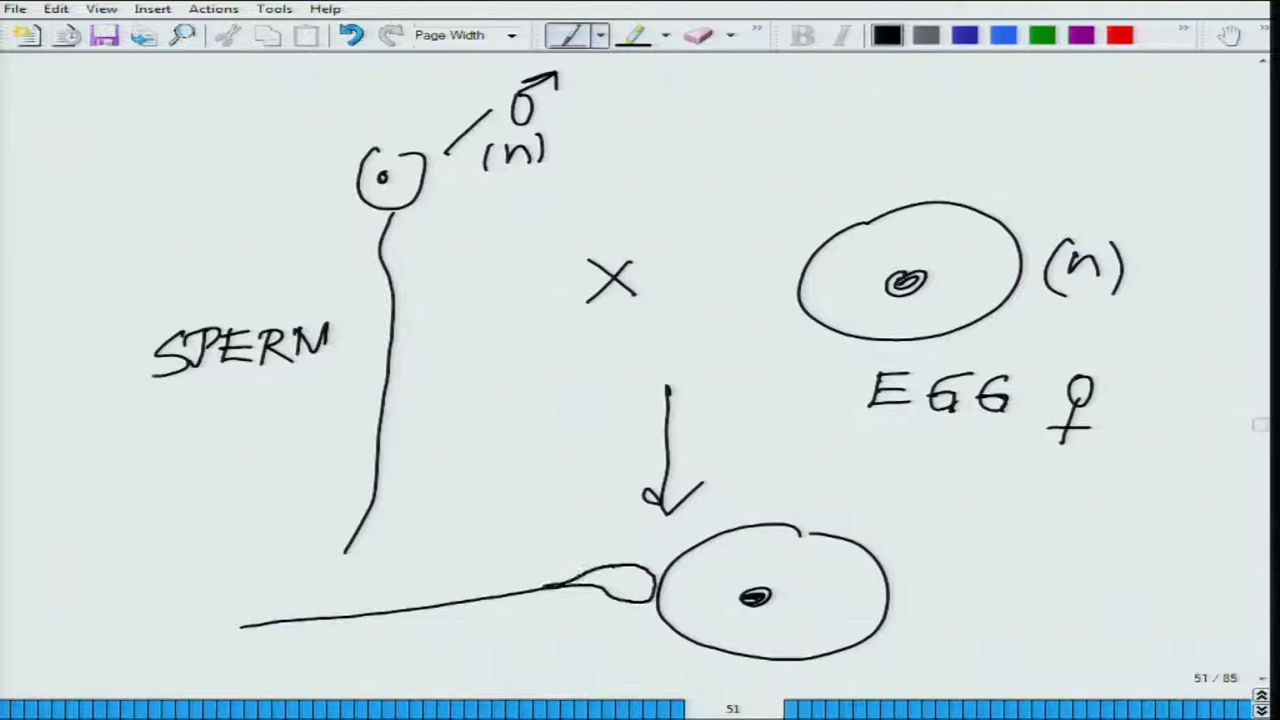 File Edit View Insert Actions Tools Help
Page Width
B I
♂
(n)
X
(n)
SPERM
EGG ♀
51 / 85
51